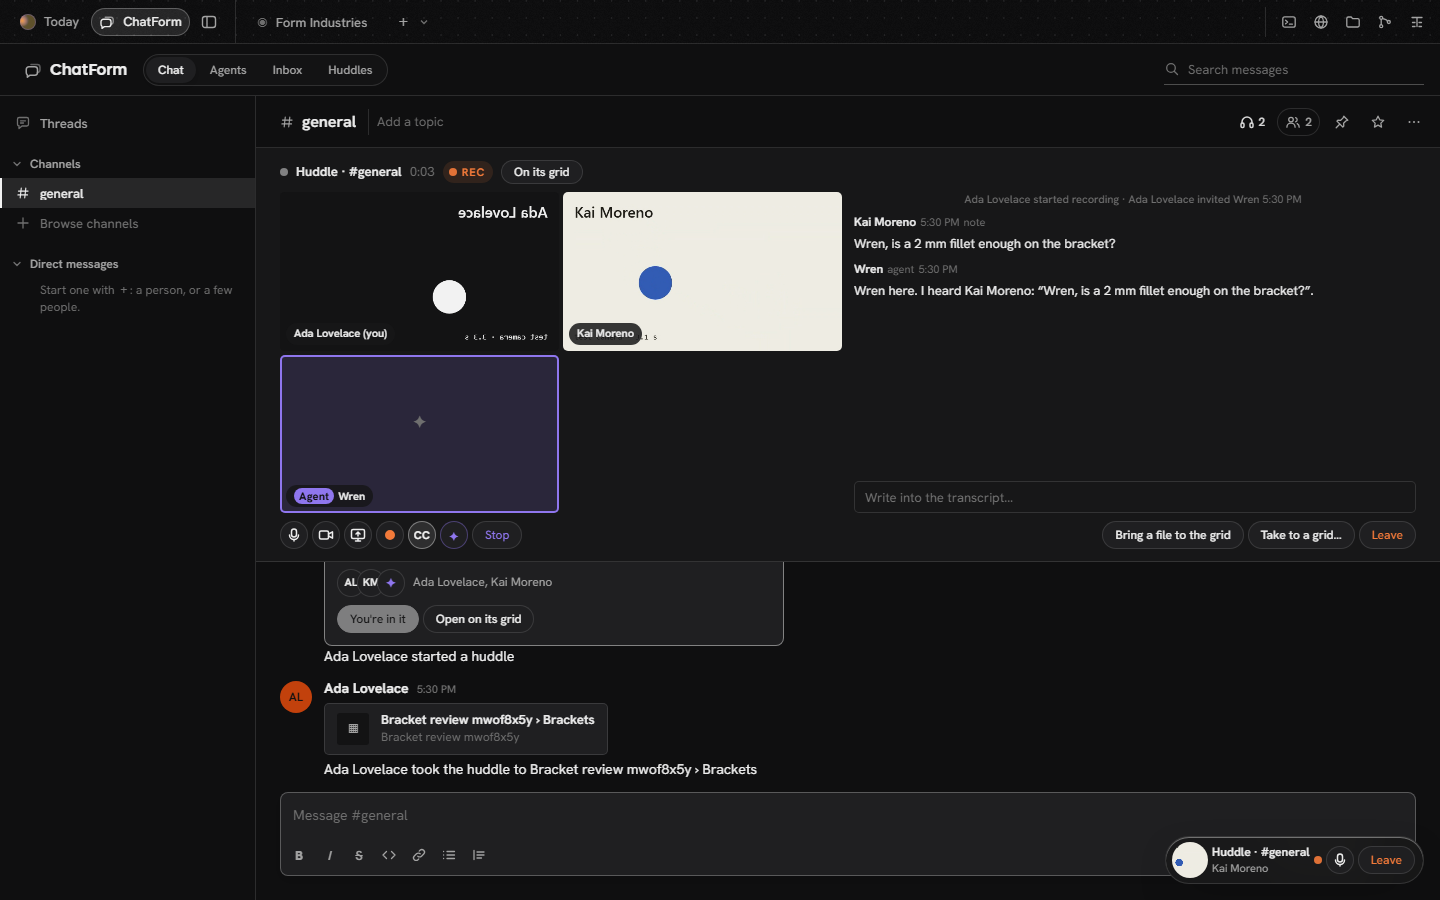 Today
ChatForm
Form Industries
ChatForm
Chat
Agents
Inbox
Huddles
Search messages
Threads
Channels
# general
Browse channels
Direct messages
Start one with + : a person, or a few
people.
# general
Add a topic
2
2
Huddle · #general 0:03
REC
On its grid
Ada Lovelace
test camera · 3.3 s
Ada Lovelace (you)
Kai Moreno
Kai Moreno
Agent Wren
Ada Lovelace started recording · Ada Lovelace invited Wren 5:30 PM
Kai Moreno 5:30 PM note
Wren, is a 2 mm fillet enough on the bracket?
Wren agent 5:30 PM
Wren here. I heard Kai Moreno: “Wren, is a 2 mm fillet enough on the bracket?”.
Write into the transcript...
CC
Stop
Bring a file to the grid
Take to a grid...
Leave
AL KM
Ada Lovelace, Kai Moreno
You're in it
Open on its grid
Ada Lovelace started a huddle
AL
Ada Lovelace 5:30 PM
Bracket review mwof8x5y › Brackets
Bracket review mwof8x5y
Ada Lovelace took the huddle to Bracket review mwof8x5y › Brackets
Message #general
B I S
Huddle · #general
Kai Moreno
Leave